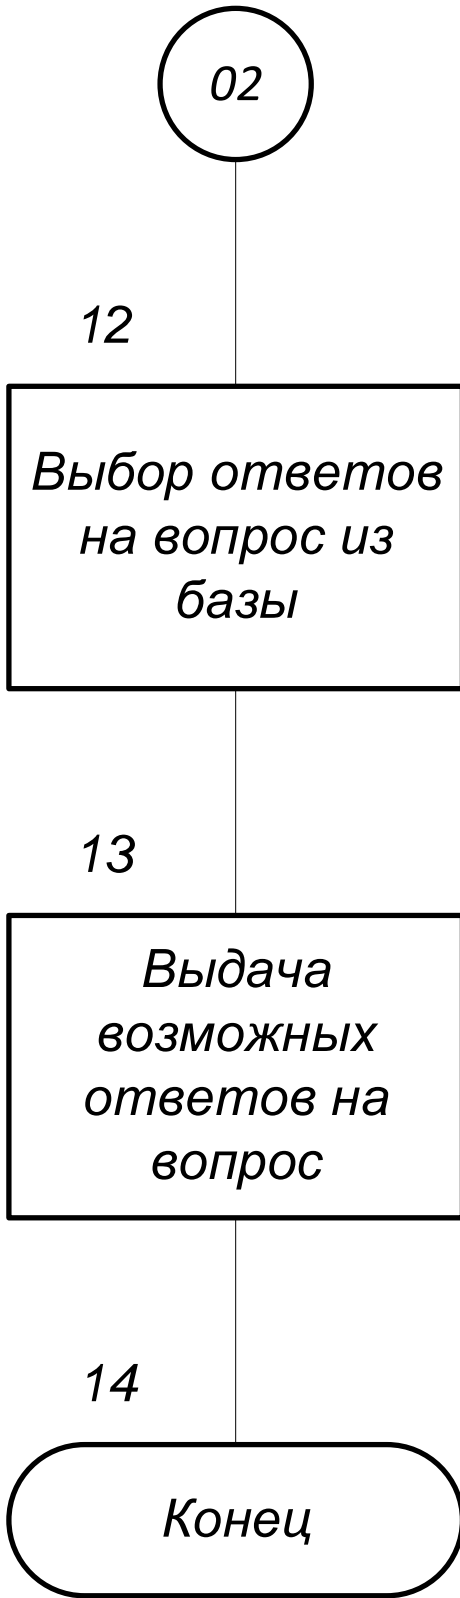 02
12
Выбор ответов
на вопрос из
базы
13
Выдача
возможных
ответов на
вопрос
14
Конец